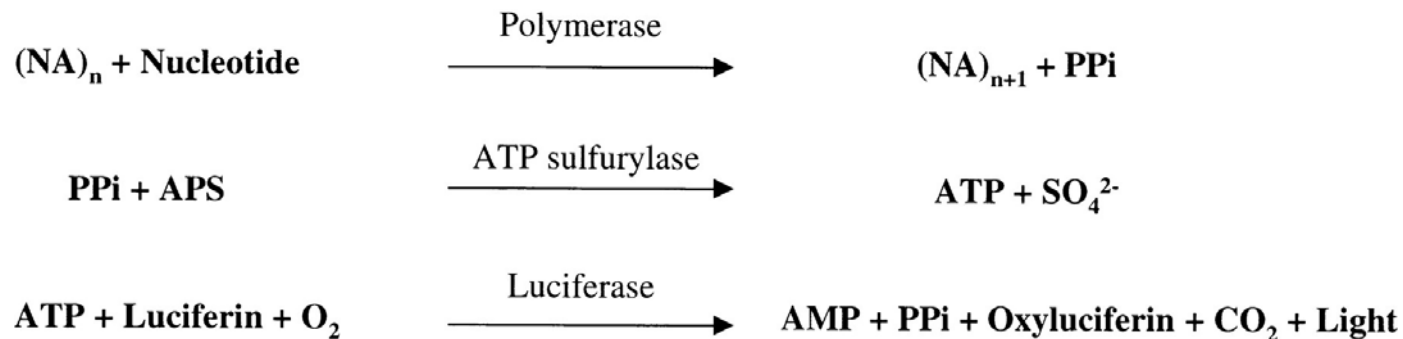 Polymerase
(NA)n + Nucleotide (NA)n+1 + PPi
ATP sulfurylase
PPi + APS ATP + SO₄²⁻
Luciferase
ATP + Luciferin + O₂ AMP + PPi + Oxyluciferin + CO₂ + Light